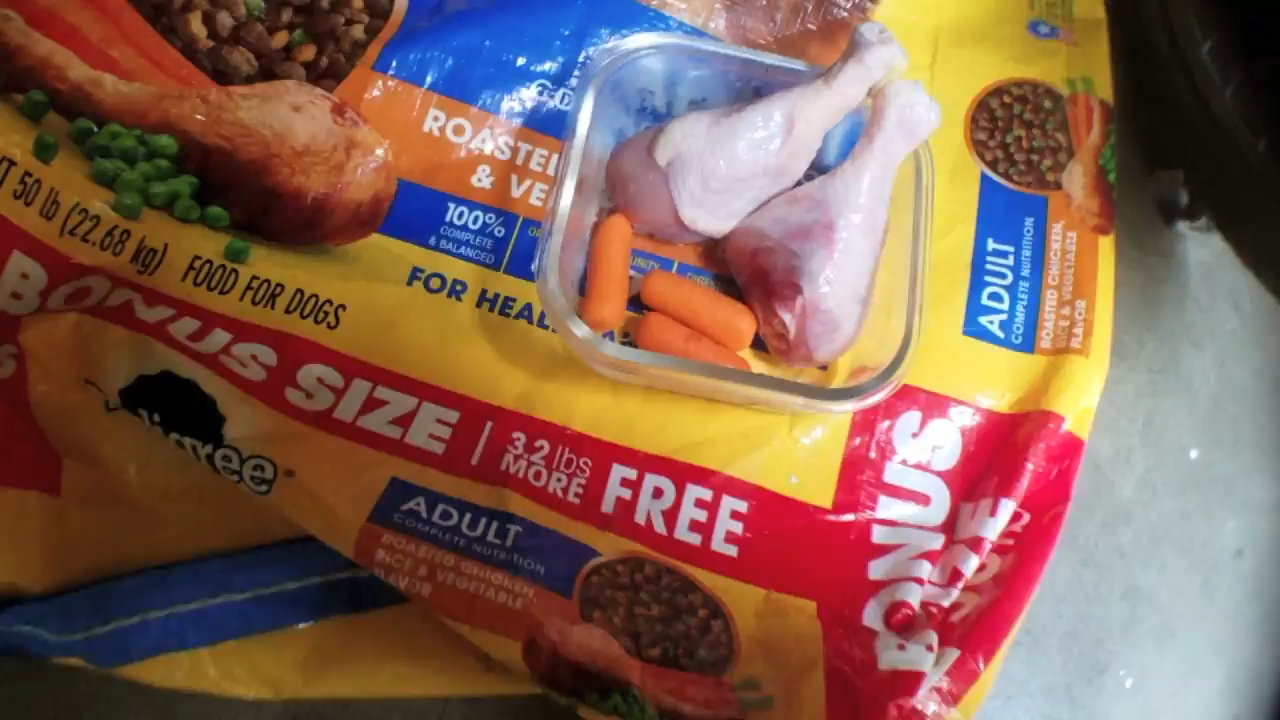 ROASTED
& VE
100%
COMPLETE
& BALANCED
FOR HEAL
50 lb (22.68 kg) FOOD FOR DOGS
BONUS SIZE | 3.2 lbs
MORE FREE
ADULT
COMPLETE NUTRITION
ROASTED CHICKEN,
RICE & VEGETABLE
FLAVOR
ADULT
COMPLETE NUTRITION
ROASTED CHICKEN,
RICE & VEGETABLE
FLAVOR
BONUS
SIZE